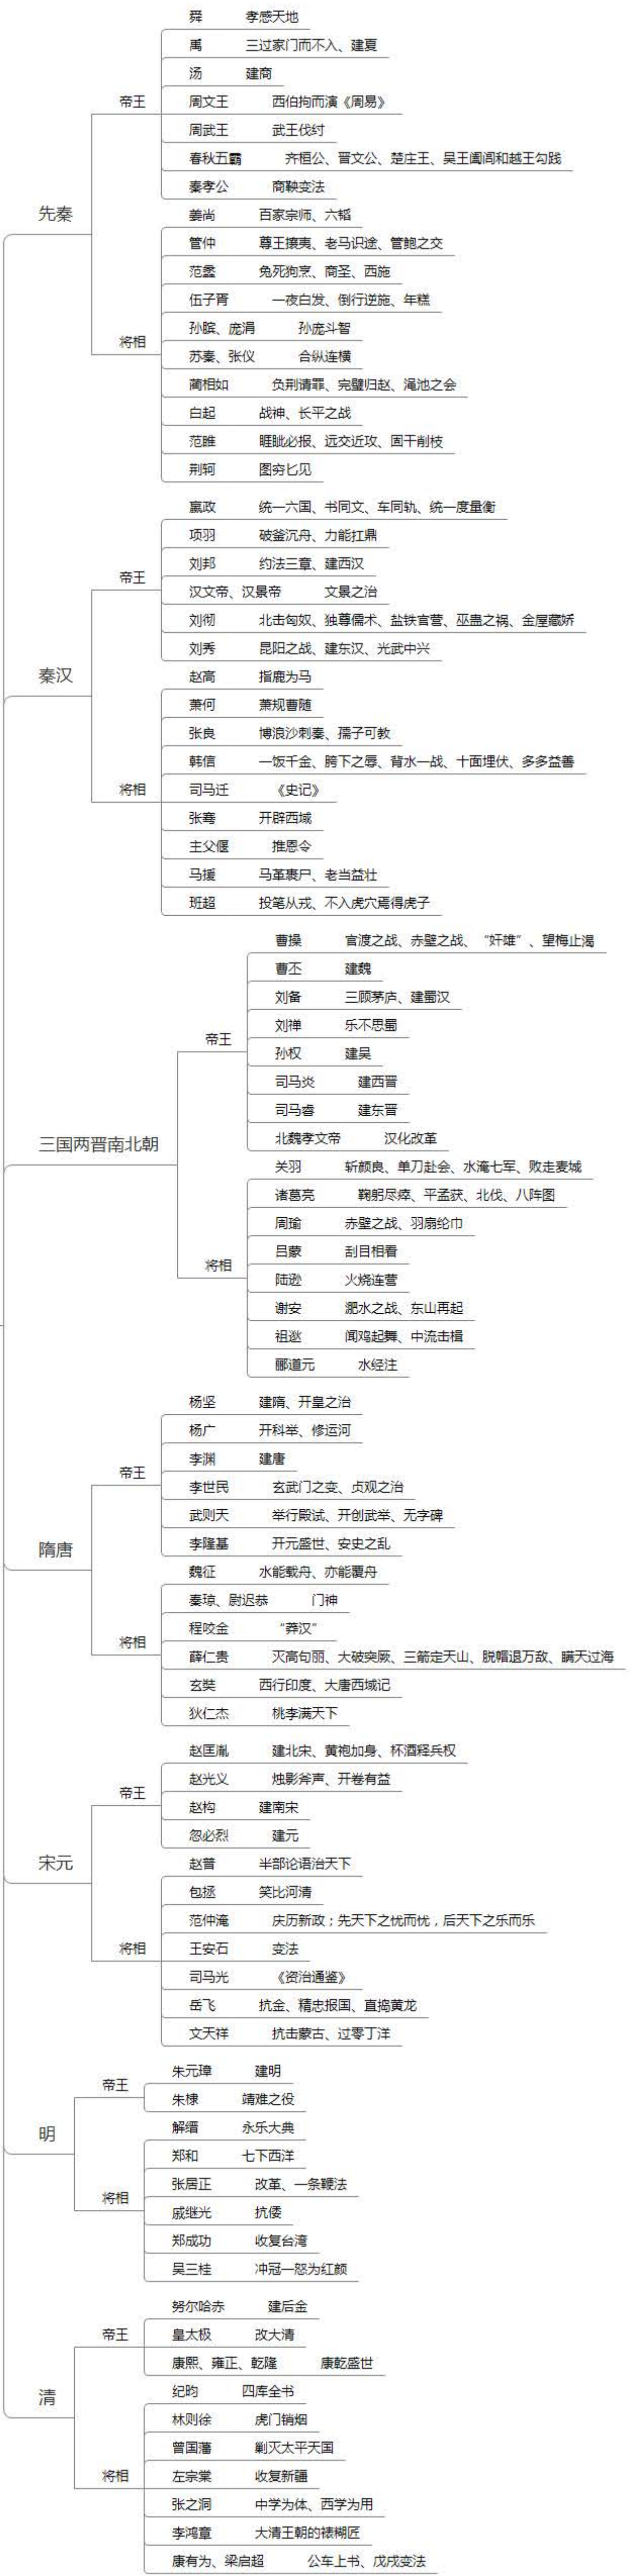 先秦
帝王
舜 孝感天地
禹 三过家门而不入、建夏
汤 建商
周文王 西伯拘而演《周易》
周武王 武王伐纣
春秋五霸 齐桓公、晋文公、楚庄王、吴王阖闾和越王勾践
秦孝公 商鞅变法
将相
姜尚 百家宗师、六韬
管仲 尊王攘夷、老马识途、管鲍之交
范蠡 兔死狗烹、商圣、西施
伍子胥 一夜白发、倒行逆施、年糕
孙膑、庞涓 孙庞斗智
苏秦、张仪 合纵连横
蔺相如 负荆请罪、完璧归赵、渑池之会
白起 战神、长平之战
范雎 睚眦必报、远交近攻、固干削枝
荆轲 图穷匕见
秦汉
帝王
嬴政 统一六国、书同文、车同轨、统一度量衡
项羽 破釜沉舟、力能扛鼎
刘邦 约法三章、建西汉
汉文帝、汉景帝 文景之治
刘彻 北击匈奴、独尊儒术、盐铁官营、巫蛊之祸、金屋藏娇
刘秀 昆阳之战、建东汉、光武中兴
将相
赵高 指鹿为马
萧何 萧规曹随
张良 博浪沙刺秦、孺子可教
韩信 一饭千金、胯下之辱、背水一战、十面埋伏、多多益善
司马迁 《史记》
张骞 开辟西域
主父偃 推恩令
马援 马革裹尸、老当益壮
班超 投笔从戎、不入虎穴焉得虎子
三国两晋南北朝
帝王
曹操 官渡之战、赤壁之战、“奸雄”、望梅止渴
曹丕 建魏
刘备 三顾茅庐、建蜀汉
刘禅 乐不思蜀
孙权 建吴
司马炎 建西晋
司马睿 建东晋
北魏孝文帝 汉化改革
将相
关羽 斩颜良、单刀赴会、水淹七军、败走麦城
诸葛亮 鞠躬尽瘁、平孟获、北伐、八阵图
周瑜 赤壁之战、羽扇纶巾
吕蒙 刮目相看
陆逊 火烧连营
谢安 淝水之战、东山再起
祖逖 闻鸡起舞、中流击楫
郦道元 水经注
隋唐
帝王
杨坚 建隋、开皇之治
杨广 开科举、修运河
李渊 建唐
李世民 玄武门之变、贞观之治
武则天 举行殿试、开创武举、无字碑
李隆基 开元盛世、安史之乱
将相
魏征 水能载舟、亦能覆舟
秦琼、尉迟恭 门神
程咬金 “莽汉”
薛仁贵 灭高句丽、大破突厥、三箭定天山、脱帽退万敌、瞒天过海
玄奘 西行印度、大唐西域记
狄仁杰 桃李满天下
宋元
帝王
赵匡胤 建北宋、黄袍加身、杯酒释兵权
赵光义 烛影斧声、开卷有益
赵构 建南宋
忽必烈 建元
将相
赵普 半部论语治天下
包拯 笑比河清
范仲淹 庆历新政；先天下之忧而忧，后天下之乐而乐
王安石 变法
司马光 《资治通鉴》
岳飞 抗金、精忠报国、直捣黄龙
文天祥 抗击蒙古、过零丁洋
明
帝王
朱元璋 建明
朱棣 靖难之役
将相
解缙 永乐大典
郑和 七下西洋
张居正 改革、一条鞭法
戚继光 抗倭
郑成功 收复台湾
吴三桂 冲冠一怒为红颜
清
帝王
努尔哈赤 建后金
皇太极 改大清
康熙、雍正、乾隆 康乾盛世
将相
纪昀 四库全书
林则徐 虎门销烟
曾国藩 剿灭太平天国
左宗棠 收复新疆
张之洞 中学为体、西学为用
李鸿章 大清王朝的裱糊匠
康有为、梁启超 公车上书、戊戌变法